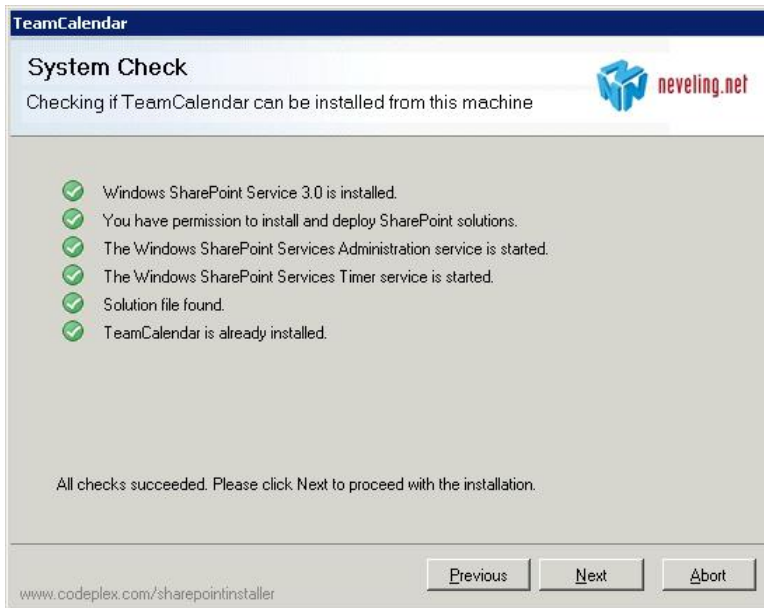 TeamCalendar
System Check
Checking if TeamCalendar can be installed from this machine
neveling.net
Windows SharePoint Service 3.0 is installed.
You have permission to install and deploy SharePoint solutions.
The Windows SharePoint Services Administration service is started.
The Windows SharePoint Services Timer service is started.
Solution file found.
TeamCalendar is already installed.
All checks succeeded. Please click Next to proceed with the installation.
Previous
Next
Abort
www.codeplex.com/sharepointinstaller